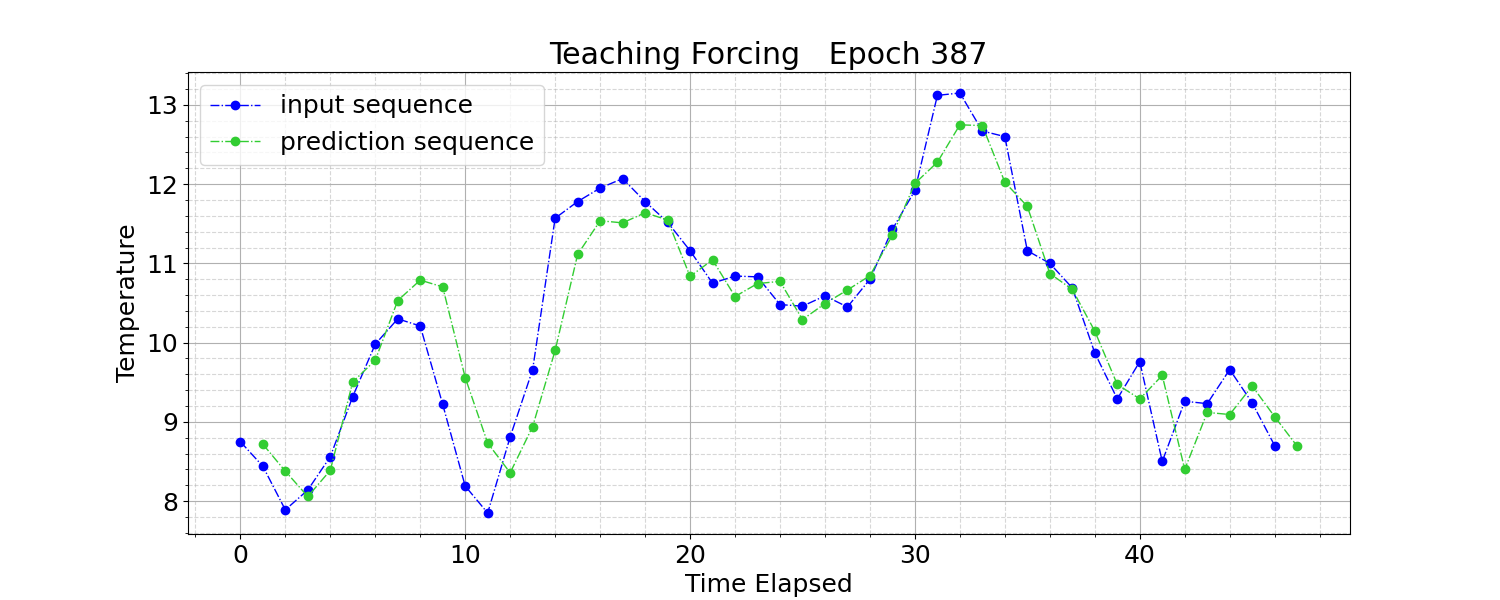 Teaching Forcing   Epoch 387
input sequence
prediction sequence
13
12
11
10
9
8
Temperature
0 10 20 30 40
Time Elapsed